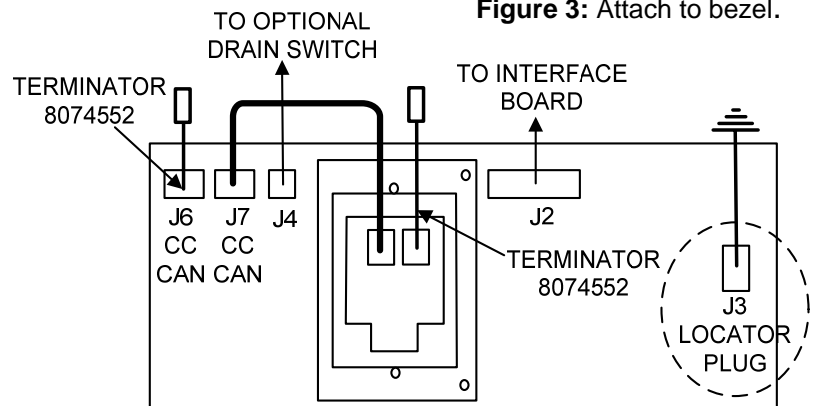 Figure 3: Attach to bezel.
TO OPTIONAL
DRAIN SWITCH
TO INTERFACE
BOARD
TERMINATOR
8074552
J6
CC
CAN
J7
CC
CAN
J4
J2
TERMINATOR
8074552
J3
LOCATOR
PLUG